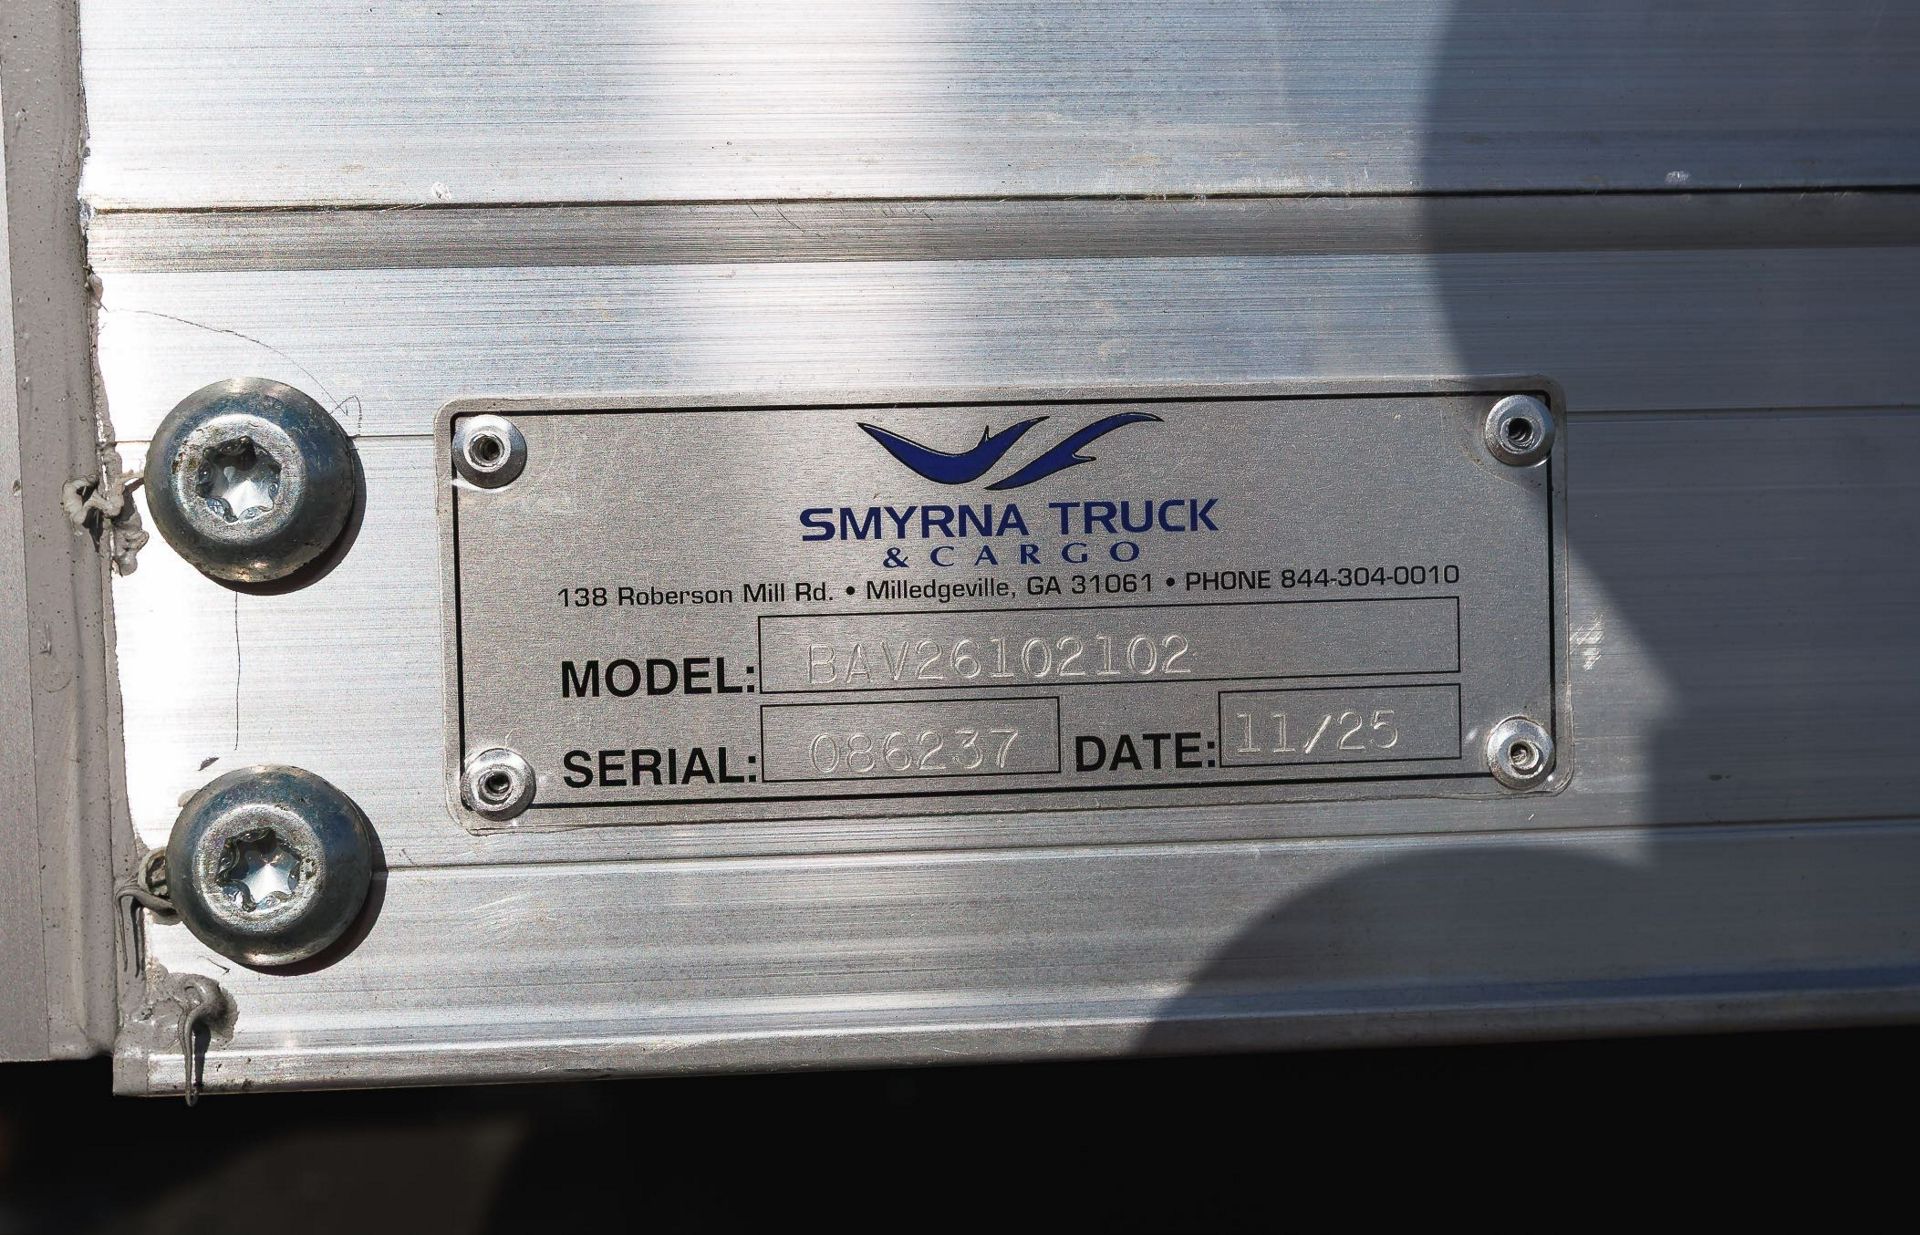 SMYRNA TRUCK
& CARGO
138 Roberson Mill Rd. • Milledgeville, GA 31061 • PHONE 844-304-0010
MODEL: BAV26102102
SERIAL: 086237 DATE: 11/25